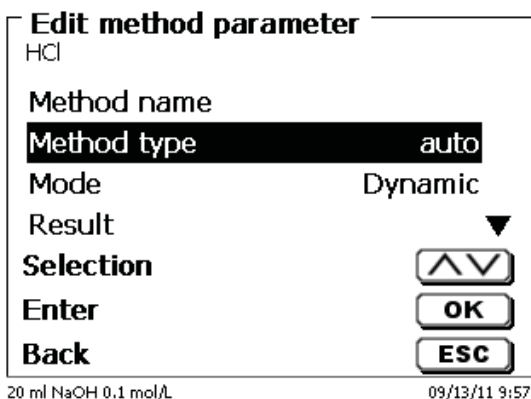 Edit method parameter
HCl
Method name
Method type auto
Mode Dynamic
Result
Selection
Enter OK
Back ESC
20 ml NaOH 0.1 mol/L 09/13/11 9:57